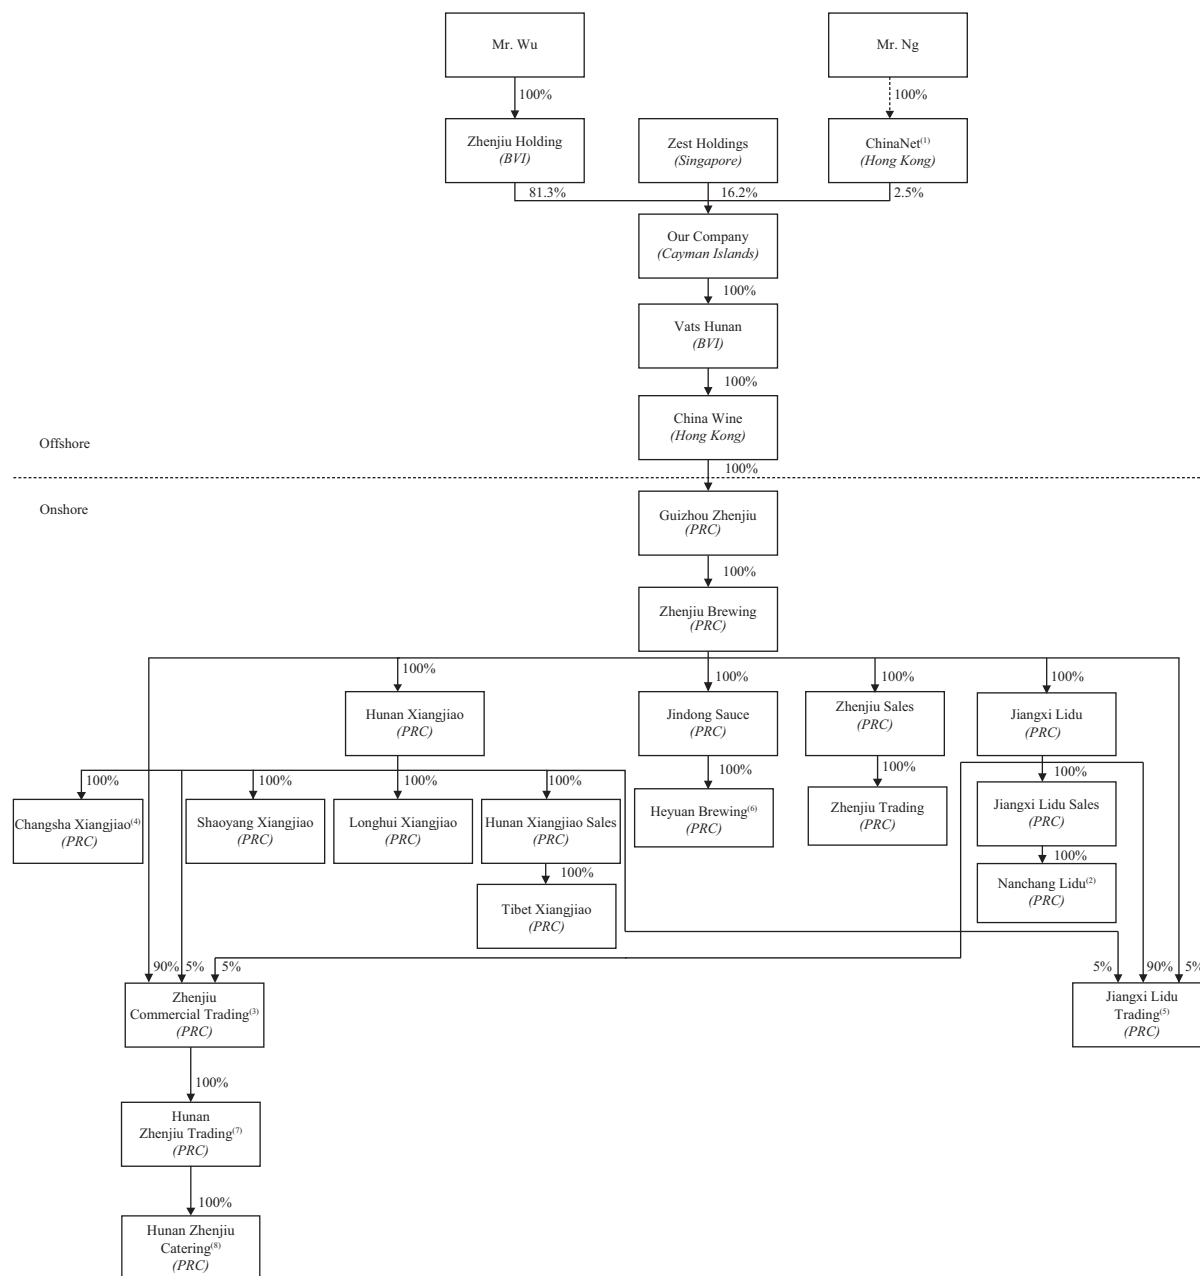 Mr. Wu
Mr. Ng
100%
100%
Zhenjiu Holding
(BVI)
Zest Holdings
(Singapore)
ChinaNet(1)
(Hong Kong)
81.3%
16.2%
2.5%
Our Company
(Cayman Islands)
100%
Vats Hunan
(BVI)
100%
China Wine
(Hong Kong)
Offshore
100%
Onshore
Guizhou Zhenjiu
(PRC)
100%
Zhenjiu Brewing
(PRC)
100%
100%
100%
100%
Hunan Xiangjiao
(PRC)
Jindong Sauce
(PRC)
Zhenjiu Sales
(PRC)
Jiangxi Lidu
(PRC)
100%
5%
100%
100%
100%
100%
100%
100%
Changsha Xiangjiao(4)
(PRC)
Shaoyang Xiangjiao
(PRC)
Longhui Xiangjiao
(PRC)
Hunan Xiangjiao Sales
(PRC)
Heyuan Brewing(6)
(PRC)
Zhenjiu Trading
(PRC)
Jiangxi Lidu Sales
(PRC)
100%
100%
Tibet Xiangjiao
(PRC)
Nanchang Lidu(2)
(PRC)
90%
5%
5%
90%
5%
Zhenjiu
Commercial Trading(3)
(PRC)
Jiangxi Lidu
Trading(5)
(PRC)
100%
Hunan
Zhenjiu Trading(7)
(PRC)
100%
Hunan Zhenjiu
Catering(8)
(PRC)